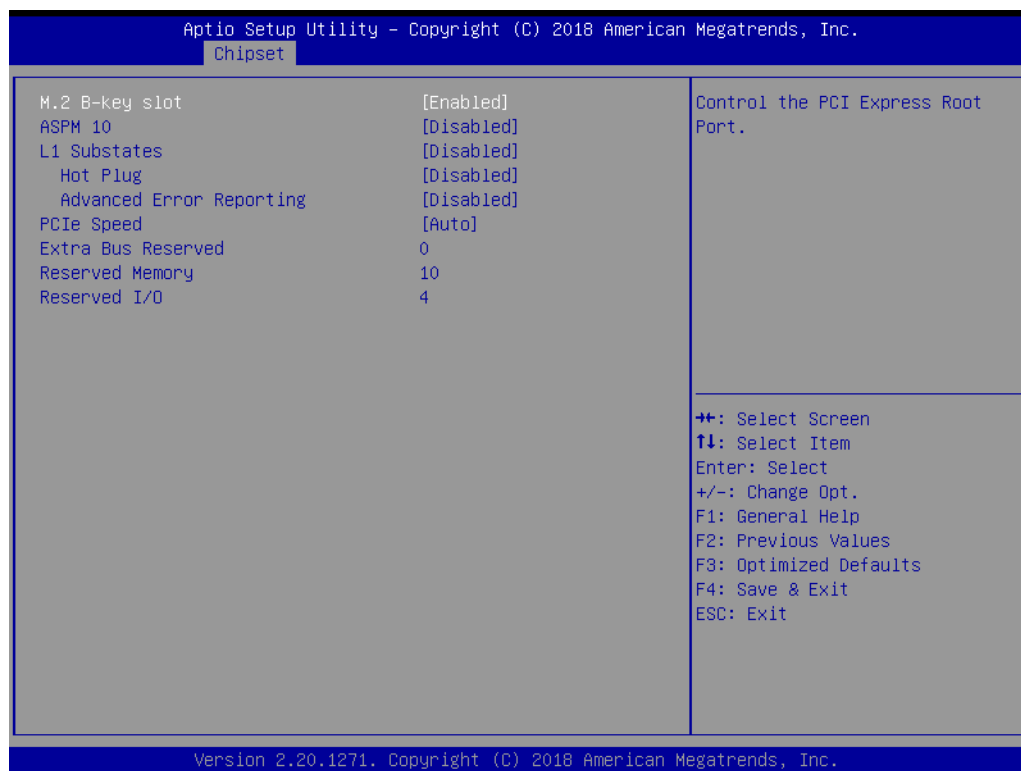 Aptio Setup Utility – Copyright (C) 2018 American Megatrends, Inc.
Chipset
M.2 B-key slot [Enabled]
ASPM 10 [Disabled]
L1 Substates [Disabled]
Hot Plug [Disabled]
Advanced Error Reporting [Disabled]
PCIe Speed [Auto]
Extra Bus Reserved 0
Reserved Memory 10
Reserved I/O 4
Control the PCI Express Root
Port.
→←: Select Screen
↑↓: Select Item
Enter: Select
+/-: Change Opt.
F1: General Help
F2: Previous Values
F3: Optimized Defaults
F4: Save & Exit
ESC: Exit
Version 2.20.1271. Copyright (C) 2018 American Megatrends, Inc.